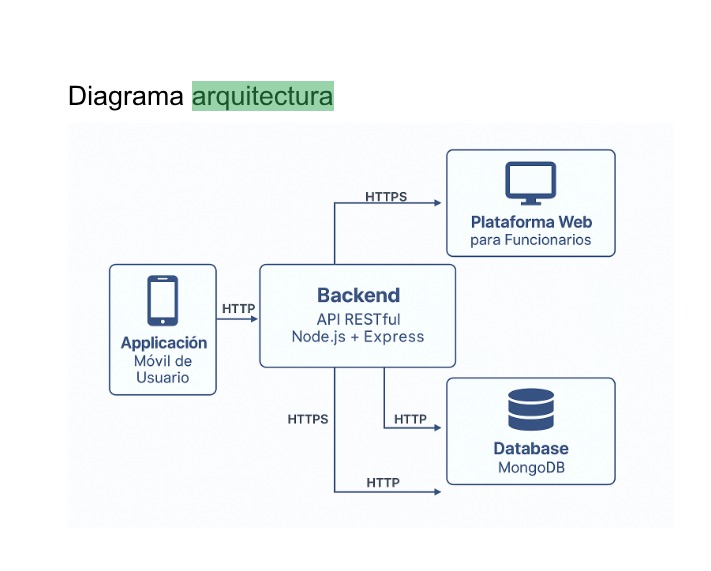 Diagrama arquitectura
HTTPS
Plataforma Web
para Funcionarios
Applicación
Móvil de
Usuario
HTTP
Backend
API RESTful
Node.js + Express
HTTPS
HTTP
HTTP
Database
MongoDB